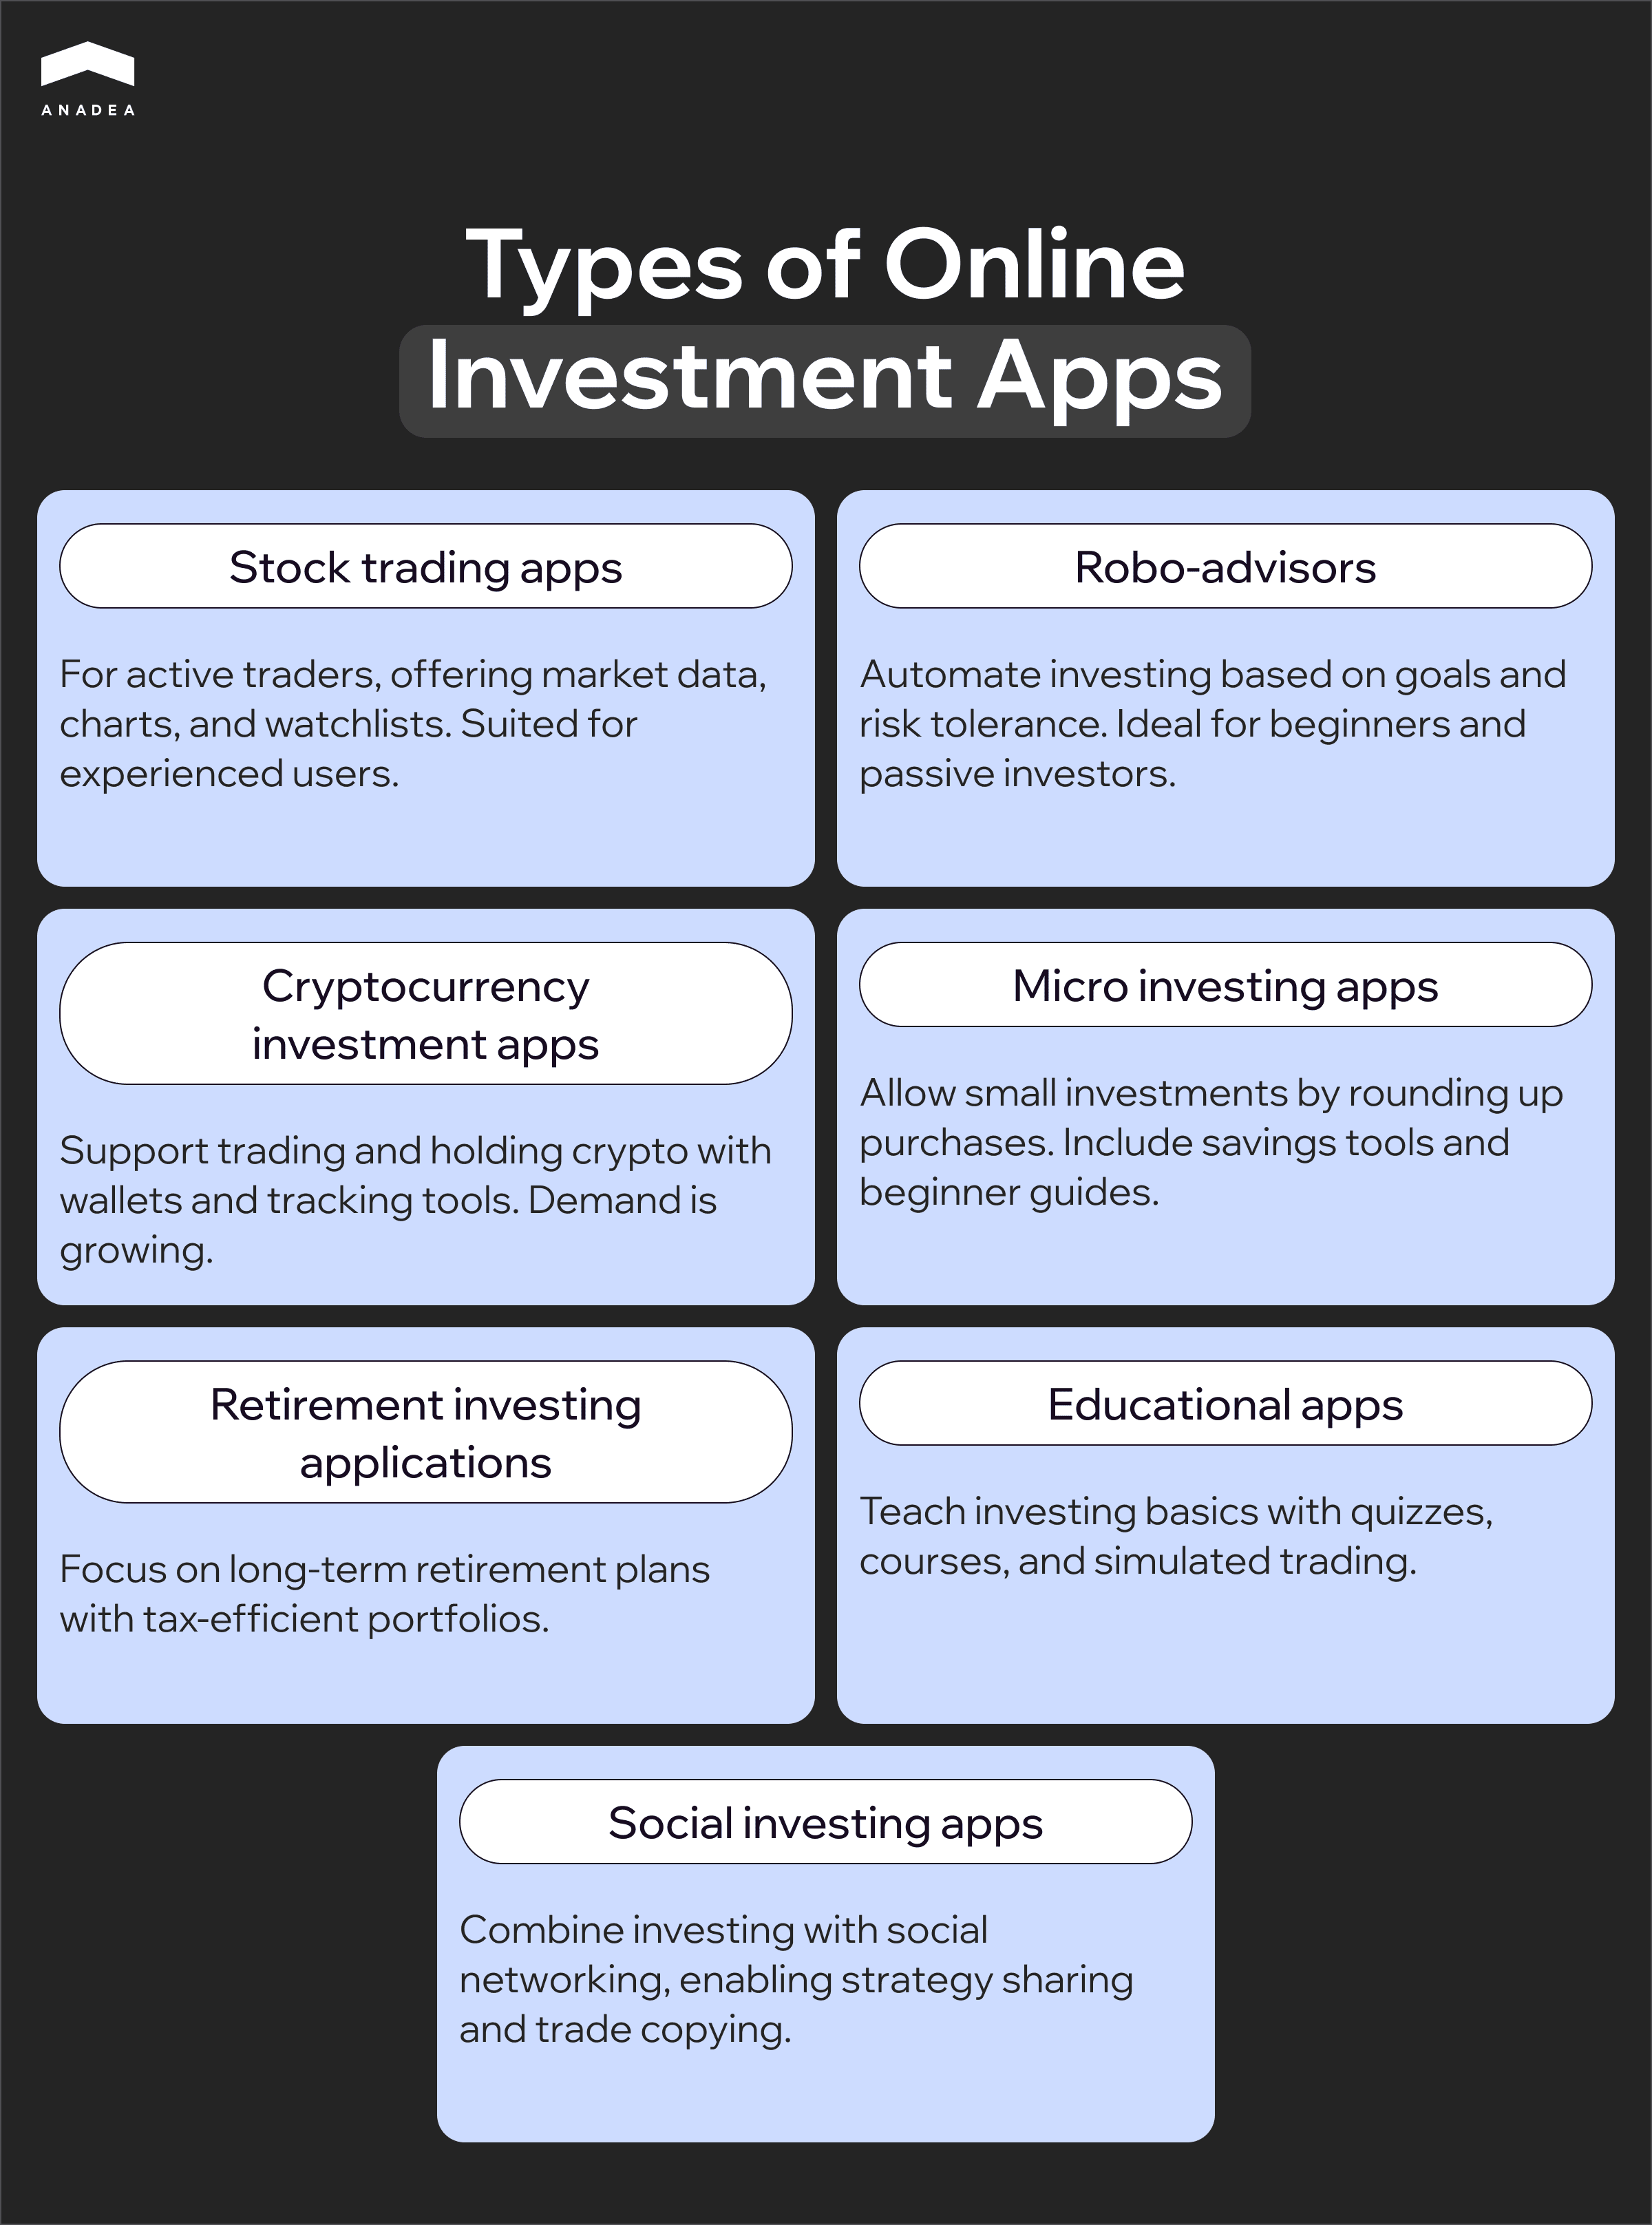 ANADEA
Types of Online
Investment Apps
Stock trading apps
For active traders, offering market data,
charts, and watchlists. Suited for
experienced users.
Robo-advisors
Automate investing based on goals and
risk tolerance. Ideal for beginners and
passive investors.
Cryptocurrency
investment apps
Support trading and holding crypto with
wallets and tracking tools. Demand is
growing.
Micro investing apps
Allow small investments by rounding up
purchases. Include savings tools and
beginner guides.
Retirement investing
applications
Focus on long-term retirement plans
with tax-efficient portfolios.
Educational apps
Teach investing basics with quizzes,
courses, and simulated trading.
Social investing apps
Combine investing with social
networking, enabling strategy sharing
and trade copying.